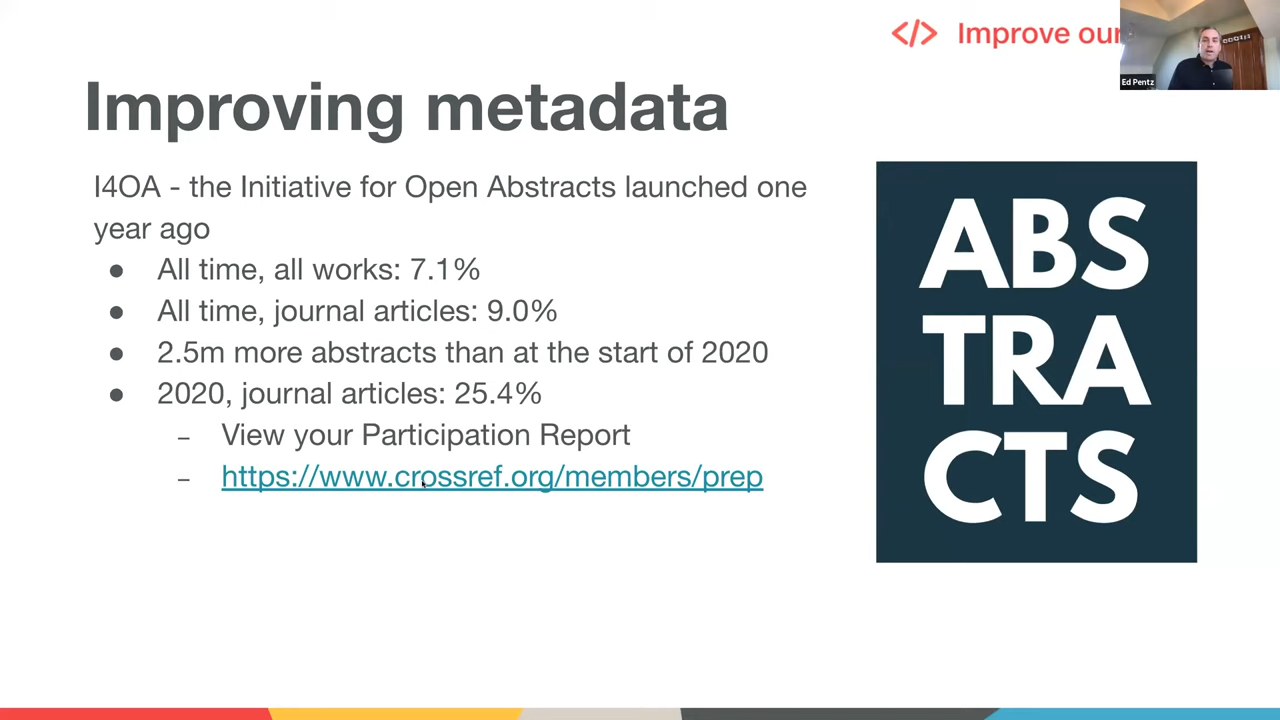 </> Improve our
Ed Pentz
Improving metadata
I4OA - the Initiative for Open Abstracts launched one
year ago
● All time, all works: 7.1%
● All time, journal articles: 9.0%
● 2.5m more abstracts than at the start of 2020
● 2020, journal articles: 25.4%
– View your Participation Report
– https://www.crossref.org/members/prep
ABS
TRA
CTS